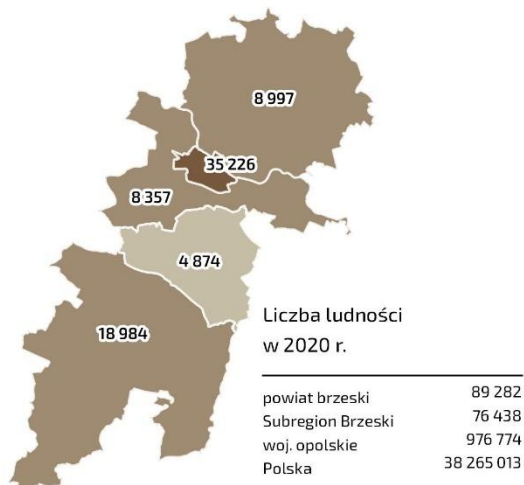 8 997
35 226
8 357
4 874
18 984
Liczba ludności
w 2020 r.
powiat brzeski 89 282
Subregion Brzeski 76 438
woj. opolskie 976 774
Polska 38 265 013